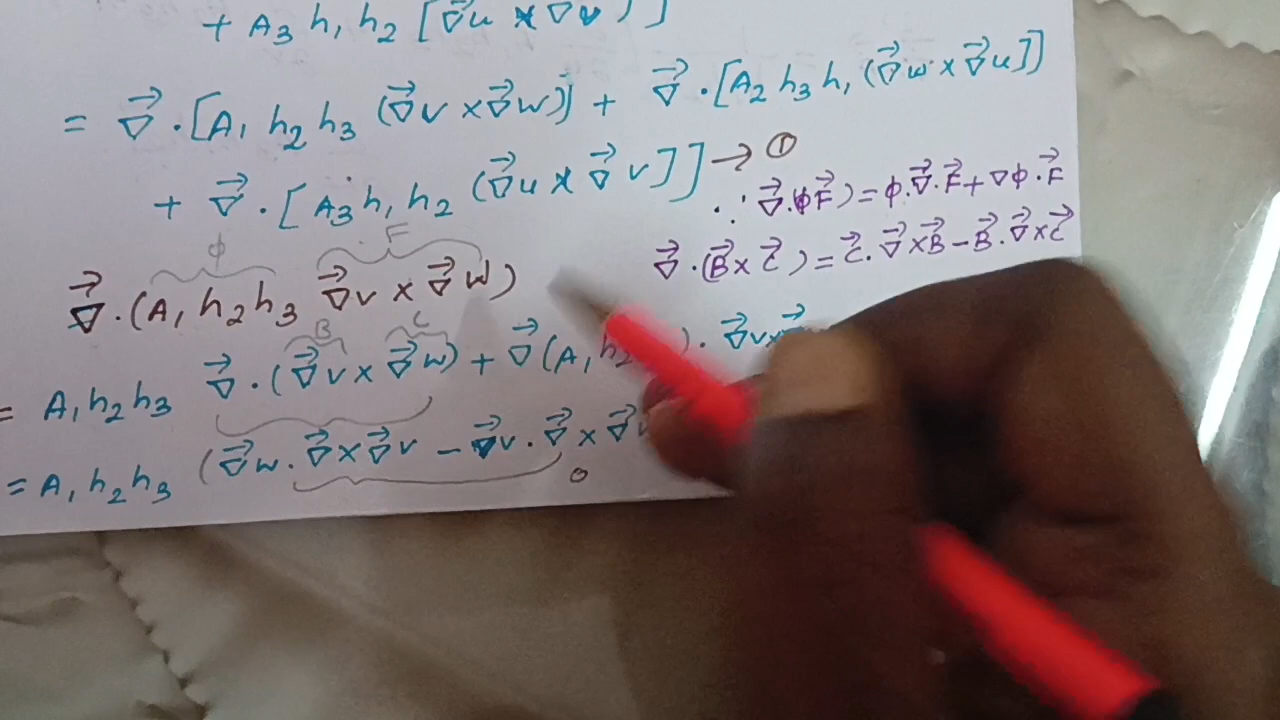 + A₃ h₁ h₂ [∇⃗u × ∇v)]
= ∇⃗ · [A₁ h₂ h₃ (∇⃗v × ∇⃗w)] + ∇⃗ · [A₂ h₃ h₁ (∇⃗w × ∇⃗u]]
+ ∇⃗ · [A₃ h₁ h₂ (∇⃗u × ∇⃗v]] → ①
∵ ∇⃗·(ϕF⃗) = ϕ·∇⃗·F⃗ + ∇ϕ·F⃗
∇⃗·(B⃗ × C⃗) = C⃗·∇⃗×B⃗ − B⃗·∇⃗×C⃗
ϕ F
∇⃗·(A₁ h₂ h₃ ∇⃗v × ∇⃗w)
B C
= A₁ h₂ h₃ ∇⃗·(∇⃗v × ∇⃗w) + ∇⃗(A₁ h₂ )· ∇⃗v×
= A₁ h₂ h₃ (∇⃗w·∇⃗×∇⃗v − ∇⃗v·∇⃗×∇⃗
0